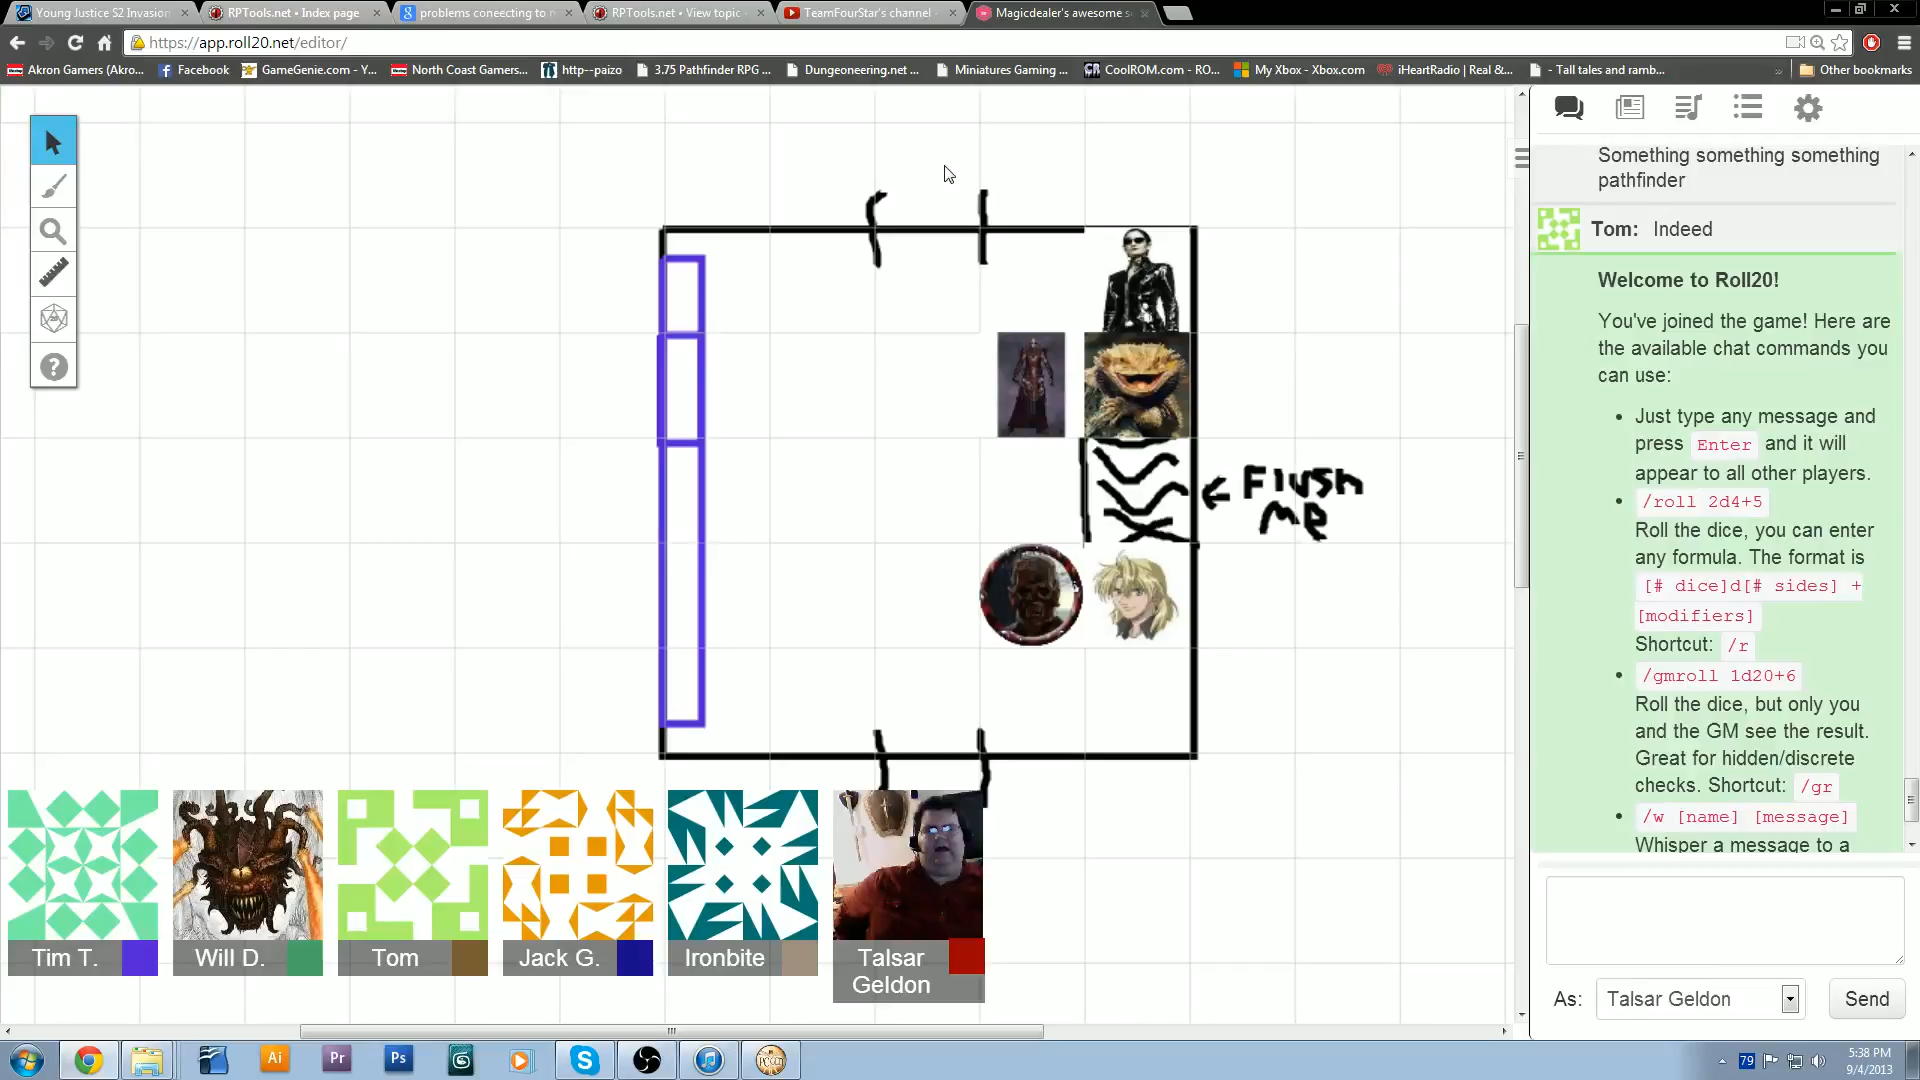 Young Justice S2 Invasion
RPTools.net • Index page
problems coneecting to m
RPTools.net • View topic -
TeamFourStar's channel -
Magicdealer's awesome s
https://app.roll20.net/editor/
Akron Gamers (Akro...
Facebook
GameGenie.com - Y...
North Coast Gamers...
http--paizo
3.75 Pathfinder RPG ...
Dungeoneering.net ...
Miniatures Gaming ...
CoolROM.com - RO...
My Xbox - Xbox.com
iHeartRadio | Real &...
- Tall tales and ramb...
»
Other bookmarks
Something something something
pathfinder
Tom: Indeed
Welcome to Roll20!
You've joined the game! Here are
the available chat commands you
can use:
• Just type any message and
press Enter and it will
appear to all other players.
• /roll 2d4+5
Roll the dice, you can enter
any formula. The format is
[# dice]d[# sides] +
[modifiers]
Shortcut: /r
• /gmroll 1d20+6
Roll the dice, but only you
and the GM see the result.
Great for hidden/discrete
checks. Shortcut: /gr
• /w [name] [message]
Whisper a message to a
← Flush
me
Tim T.
Will D.
Tom
Jack G.
Ironbite
Talsar
Geldon
As: Talsar Geldon
Send
Ai
Pr
Ps
79
5:38 PM
9/4/2013